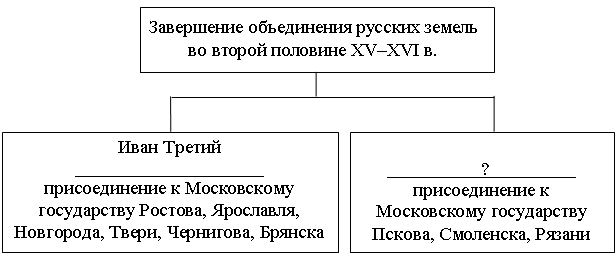 Завершение объединения русских земель
во второй половине XV–XVI в.
Иван Третий
присоединение к Московскому
государству Ростова, Ярославля,
Новгорода, Твери, Чернигова, Брянска
?
присоединение к
Московскому государству
Пскова, Смоленска, Рязани